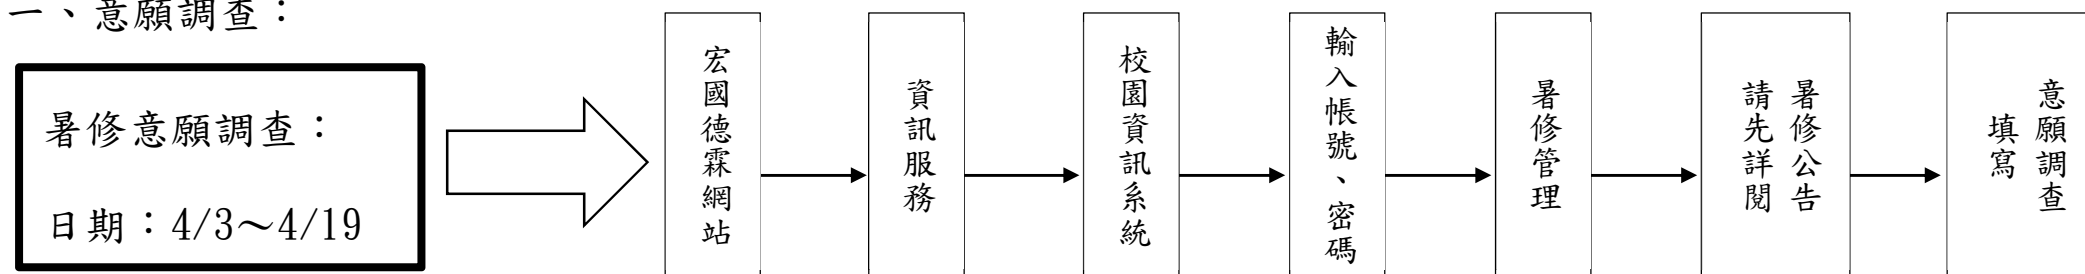 一、意願調查：
暑修意願調查：
日期：4/3～4/19
宏國德霖網站
資訊服務
校園資訊系統
輸入帳號、密碼
暑修管理
暑修公告
請先詳閱
意願調查
填寫